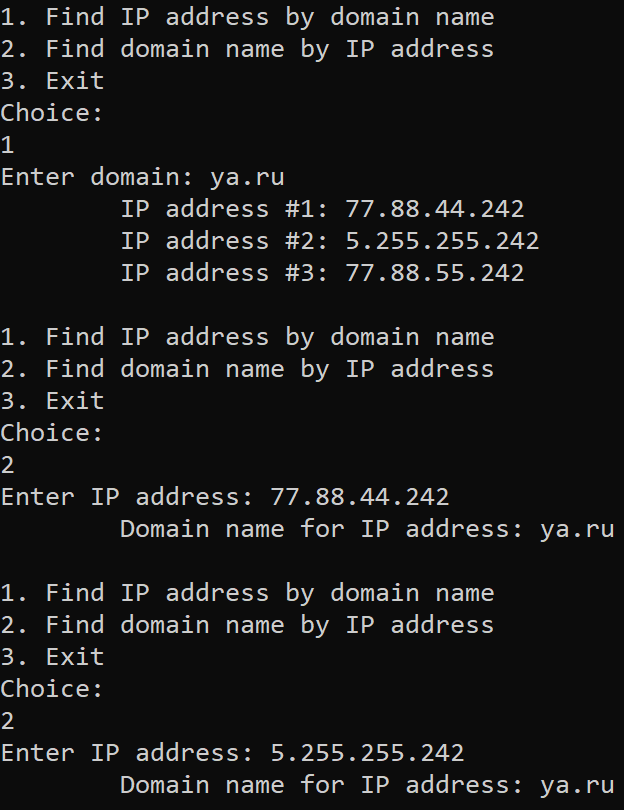 1. Find IP address by domain name
2. Find domain name by IP address
3. Exit
Choice:
1
Enter domain: ya.ru
IP address #1: 77.88.44.242
IP address #2: 5.255.255.242
IP address #3: 77.88.55.242
1. Find IP address by domain name
2. Find domain name by IP address
3. Exit
Choice:
2
Enter IP address: 77.88.44.242
Domain name for IP address: ya.ru
1. Find IP address by domain name
2. Find domain name by IP address
3. Exit
Choice:
2
Enter IP address: 5.255.255.242
Domain name for IP address: ya.ru